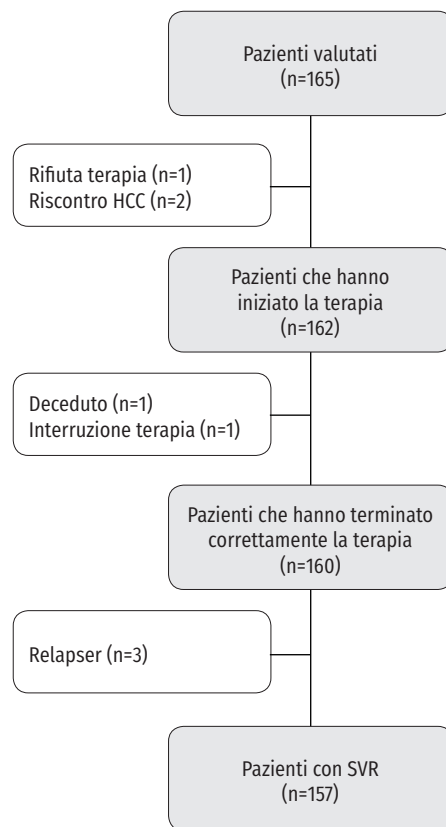 Pazienti valutati
(n=165)
Rifiuta terapia (n=1)
Riscontro HCC (n=2)
Pazienti che hanno
iniziato la terapia
(n=162)
Deceduto (n=1)
Interruzione terapia (n=1)
Pazienti che hanno terminato
correttamente la terapia
(n=160)
Relapser (n=3)
Pazienti con SVR
(n=157)